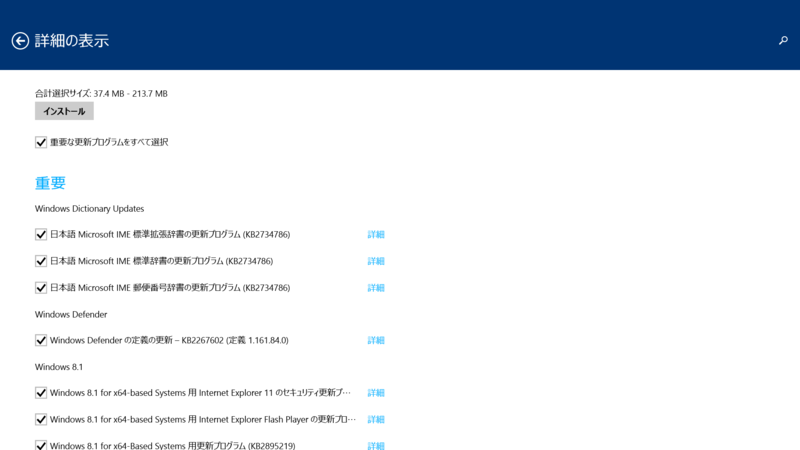 詳細の表示
合計選択サイズ: 37.4 MB - 213.7 MB
インストール
重要な更新プログラムをすべて選択
重要
Windows Dictionary Updates
日本語 Microsoft IME 標準拡張辞書の更新プログラム (KB2734786) 詳細
日本語 Microsoft IME 標準辞書の更新プログラム (KB2734786) 詳細
日本語 Microsoft IME 郵便番号辞書の更新プログラム (KB2734786) 詳細
Windows Defender
Windows Defender の定義の更新 – KB2267602 (定義 1.161.84.0) 詳細
Windows 8.1
Windows 8.1 for x64-based Systems 用 Internet Explorer 11 のセキュリティ更新プ… 詳細
Windows 8.1 for x64-based Systems 用 Internet Explorer Flash Player の更新プロ… 詳細
Windows 8.1 for x64-Based Systems 用更新プログラム (KB2895219) 詳細